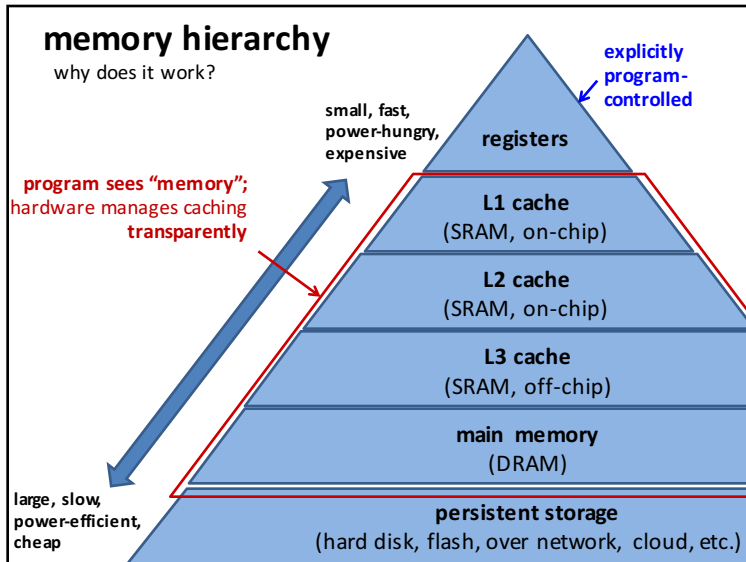 memory hierarchy
why does it work?
explicitly
program-
controlled
small, fast,
power-hungry,
expensive
registers
program sees “memory”;
hardware manages caching
transparently
L1 cache
(SRAM, on-chip)
L2 cache
(SRAM, on-chip)
L3 cache
(SRAM, off-chip)
main memory
(DRAM)
large, slow,
power-efficient,
cheap
persistent storage
(hard disk, flash, over network, cloud, etc.)